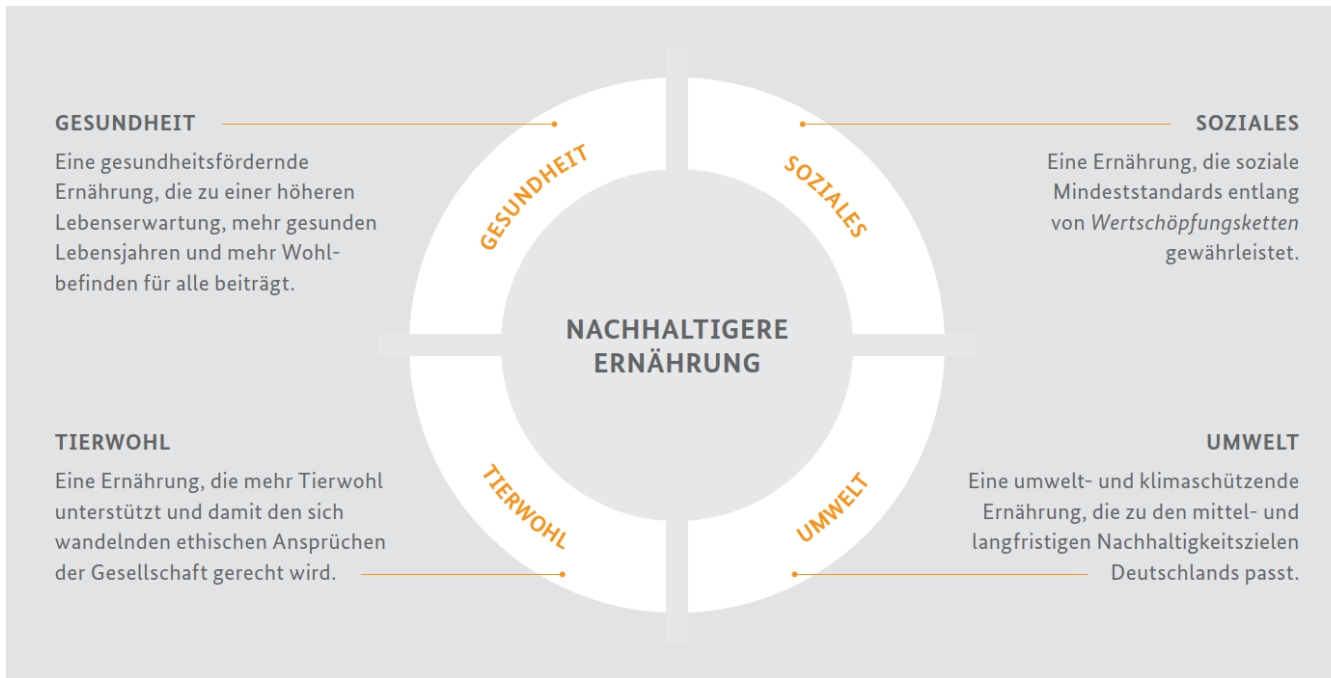 GESUNDHEIT
Eine gesundheitsfördernde
Ernährung, die zu einer höheren
Lebenserwartung, mehr gesunden
Lebensjahren und mehr Wohl-
befinden für alle beiträgt.
SOZIALES
Eine Ernährung, die soziale
Mindeststandards entlang
von Wertschöpfungsketten
gewährleistet.
GESUNDHEIT
SOZIALES
NACHHALTIGERE
ERNÄHRUNG
TIERWOHL
UMWELT
TIERWOHL
Eine Ernährung, die mehr Tierwohl
unterstützt und damit den sich
wandelnden ethischen Ansprüchen
der Gesellschaft gerecht wird.
UMWELT
Eine umwelt- und klimaschützende
Ernährung, die zu den mittel- und
langfristigen Nachhaltigkeitszielen
Deutschlands passt.